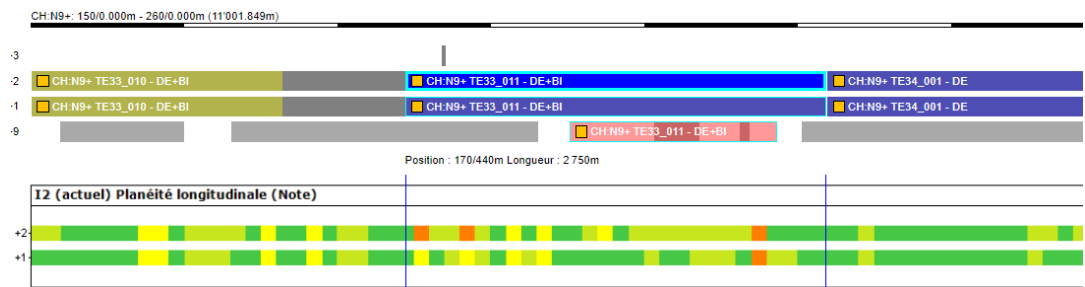 CH:N9+: 150/0.000m - 260/0.000m (11'001.849m)
-3
-2 CH:N9+ TE33_010 - DE+BI CH:N9+ TE33_011 - DE+BI CH:N9+ TE34_001 - DE
-1 CH:N9+ TE33_010 - DE+BI CH:N9+ TE33_011 - DE+BI CH:N9+ TE34_001 - DE
-9 CH:N9+ TE33_011 - DE+BI
Position : 170/440m Longueur : 2 750m
I2 (actuel) Planéité longitudinale (Note)
+2
+1